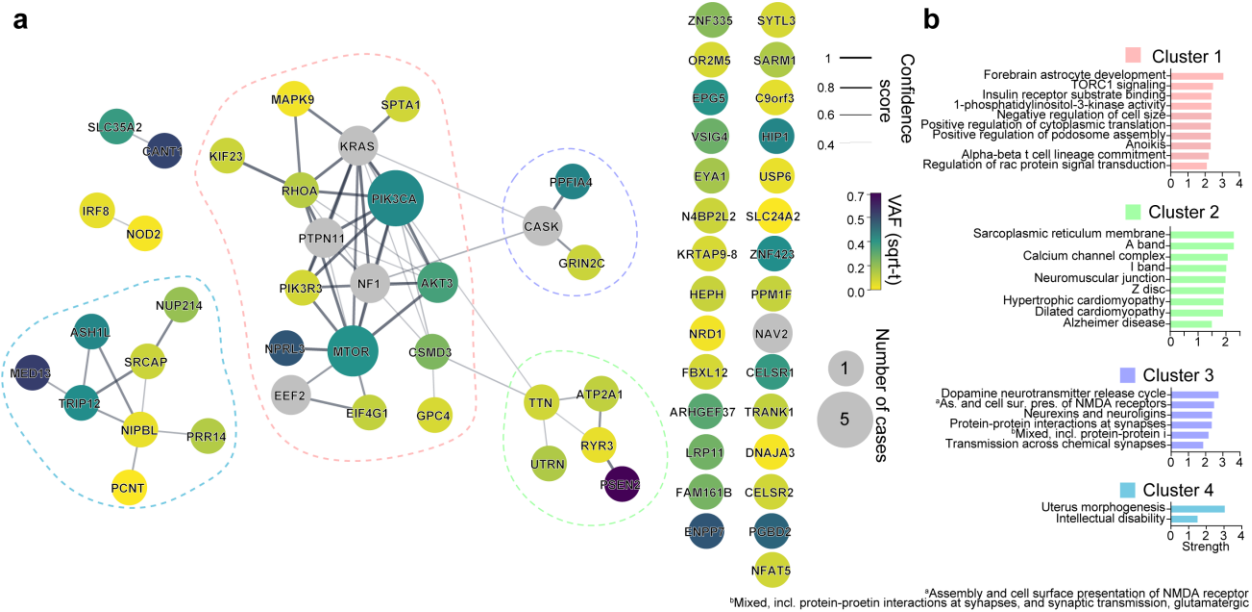 a
SLC35A2
CANT1
IRF8
NOD2
MAPK9
SPTA1
KRAS
KIF23
RHOA
PIK3CA
PTPN11
PIK3R3
NF1
AKT3
NPRL3
MTOR
CSMD3
EEF2
EIF4G1
GPC4
PPFIA4
CASK
GRIN2C
NUP214
ASH1L
SRCAP
MED13
TRIP12
NIPBL
PRR14
PCNT
TTN
ATP2A1
RYR3
UTRN
PSEN2
ZNF335
SYTL3
OR2M5
SARM1
EPG5
C9orf3
VSIG4
HIP1
EYA1
USP6
N4BP2L2
SLC24A2
KRTAP9-8
ZNF423
HEPH
PPM1F
NRD1
NAV2
FBXL12
CELSR1
ARHGEF37
TRANK1
LRP11
DNAJA3
FAM161B
CELSR2
ENPP7
PGBD2
NFAT5
1
0.8
0.6
0.4
Confidence
score
0.7
0.6
0.4
0.2
0.0
VAF (sqrt-t)
1
5
Number of cases
b
Cluster 1
Forebrain astrocyte development
TORC1 signaling
Insulin receptor substrate binding
1-phosphatidylinositol-3-kinase activity
Negative regulation of cell size
Positive regulation of cytoplasmic translation
Positive regulation of podosome assembly
Anoikis
Alpha-beta t cell lineage commitment
Regulation of rac protein signal transduction
0 1 2 3 4
Cluster 2
Sarcoplasmic reticulum membrane
A band
Calcium channel complex
I band
Neuromuscular junction
Z disc
Hypertrophic cardiomyopathy
Dilated cardiomyopathy
Alzheimer disease
0 1 2
Cluster 3
Dopamine neurotransmitter release cycle
ᵃAs. and cell sur. pres. of NMDA receptors
Neurexins and neuroligins
Protein-protein interactions at synapses
ᵇMixed, incl. protein-protein i
Transmission across chemical synapses
0 1 2 3 4
Cluster 4
Uterus morphogenesis
Intellectual disability
0 1 2 3 4
Strength
ᵃAssembly and cell surface presentation of NMDA receptor
ᵇMixed, incl. protein-proetin interactions at synapses, and synaptic transmission, glutamatergic